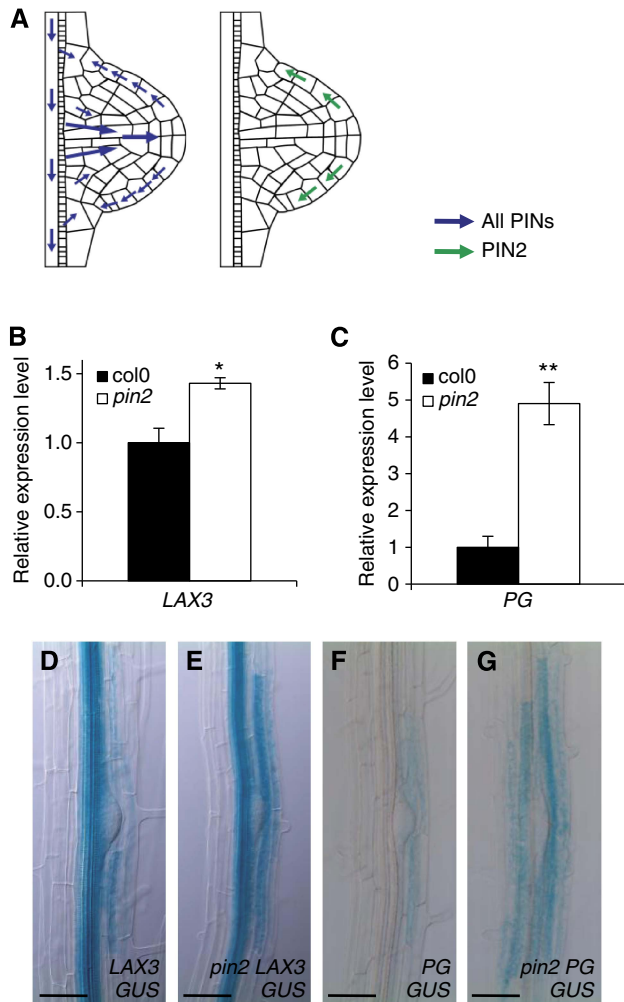 A
All PINs
PIN2
B
Relative expression level
1.5
1.0
0.5
0.0
col0
pin2
*
LAX3
C
Relative expression level
6
5
4
3
2
1
0
col0
pin2
**
PG
D
LAX3
GUS
E
pin2 LAX3
GUS
F
PG
GUS
G
pin2 PG
GUS